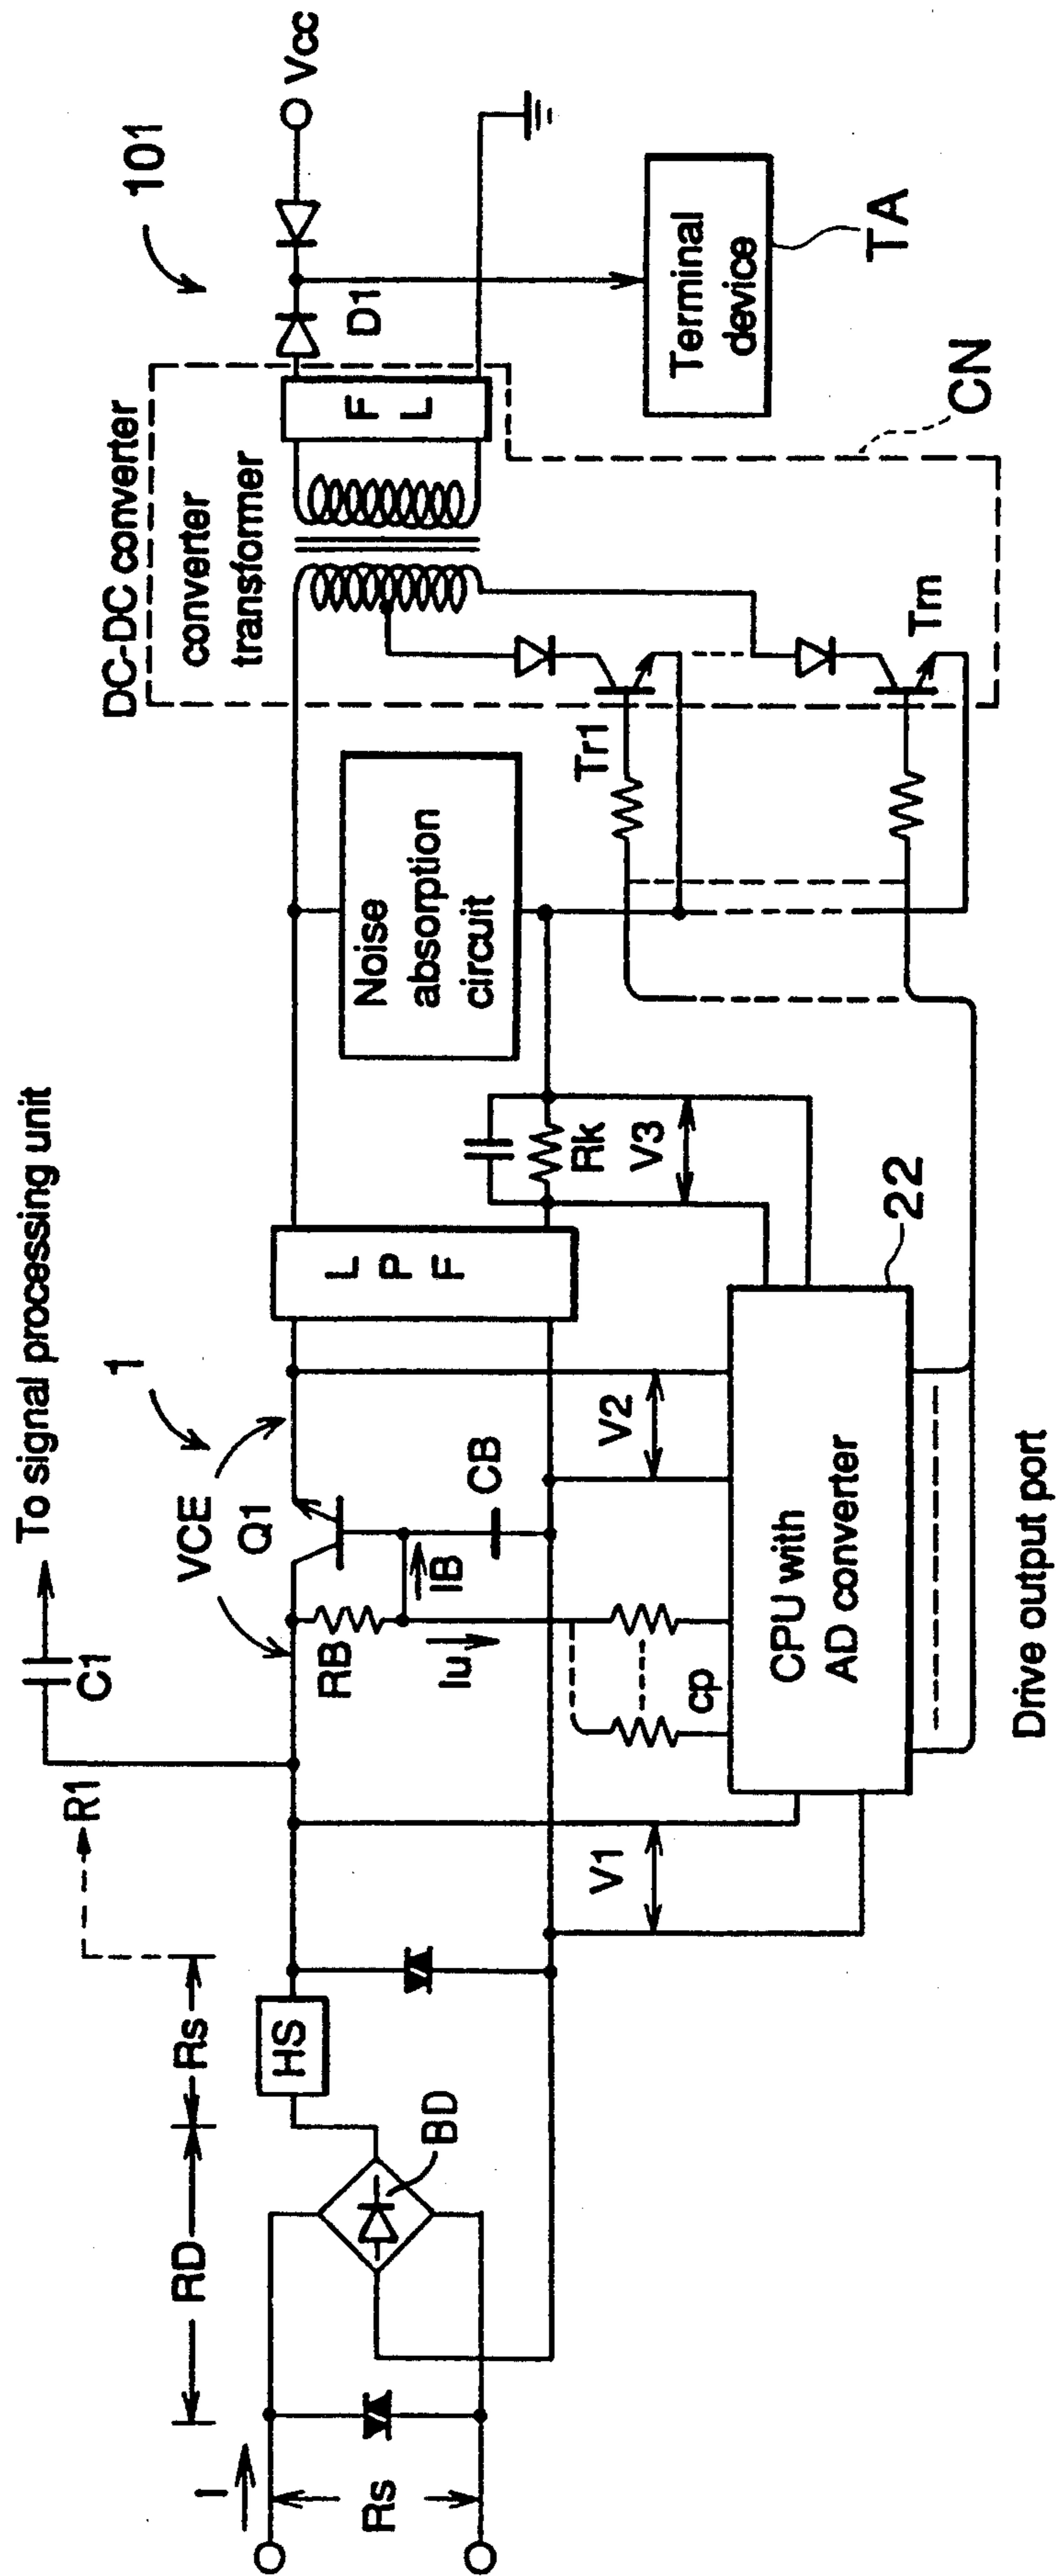 To signal processing unit
C1
R1
1
101
DC-DC converter
converter
transformer
Vcc
D1
F
L
Terminal
device
TA
CN
RD
Rs
HS
BD
I
Rs
VCE
Q1
RB
IB
Iu
CB
cp
V1
V2
L
P
F
Rk
V3
Noise
absorption
circuit
Tr1
Trn
CPU with
AD converter
22
Drive output port